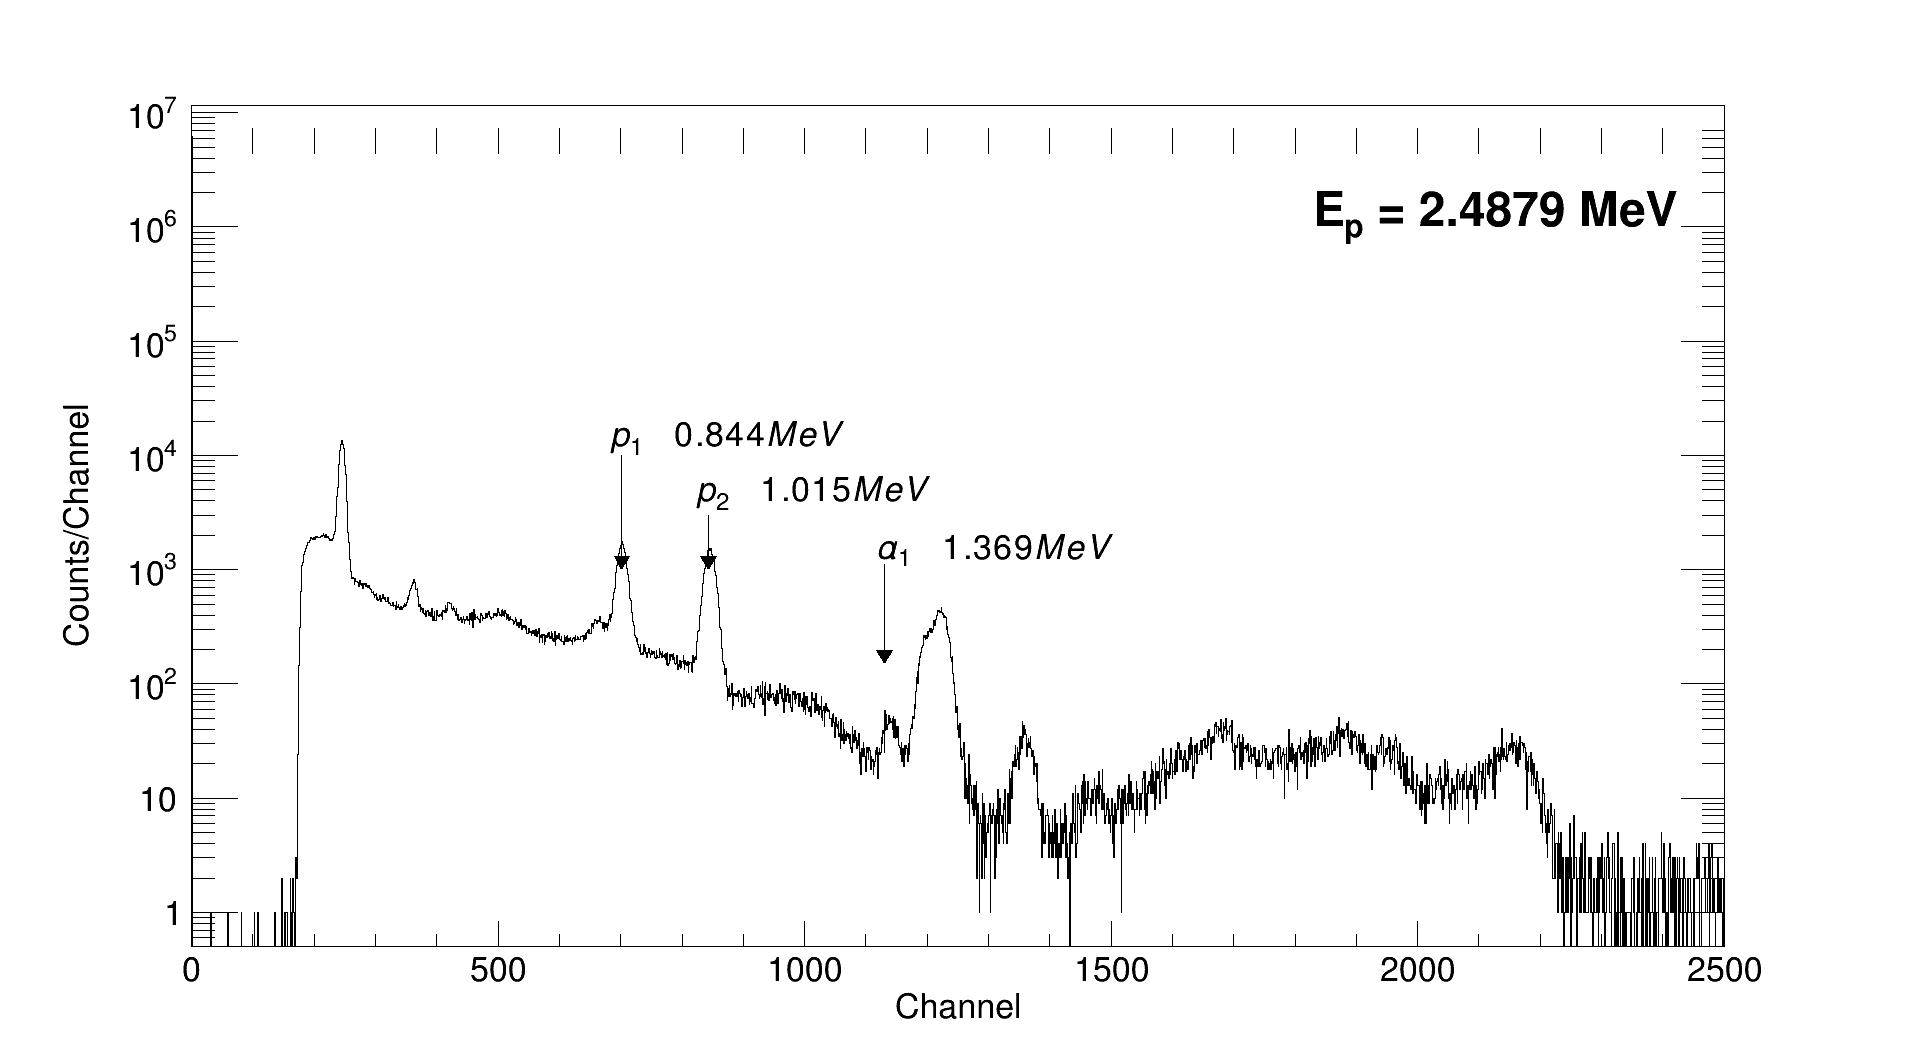 10^7
E_p = 2.4879 MeV
10^6
10^5
p_1 0.844MeV
10^4
p_2 1.015MeV
α_1 1.369MeV
10^3
10^2
10
1
Counts/Channel
0 500 1000 1500 2000 2500
Channel